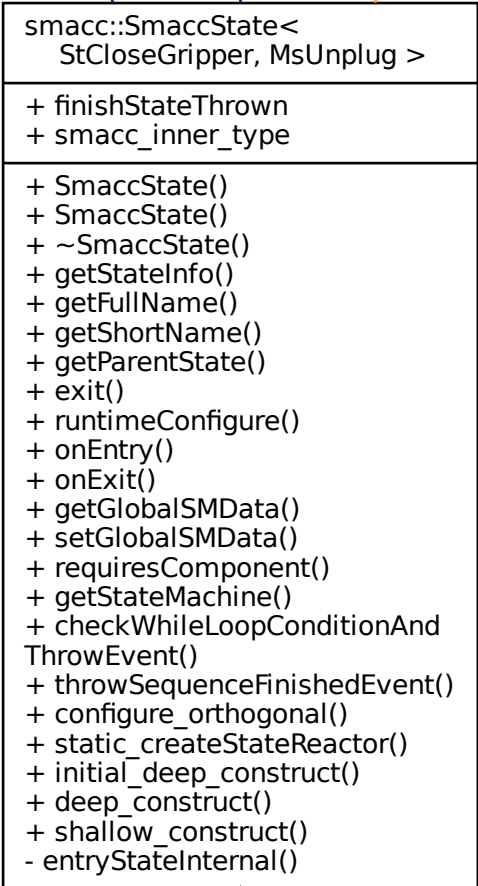 smacc::SmaccState<
StCloseGripper, MsUnplug >
+ finishStateThrown
+ smacc_inner_type
+ SmaccState()
+ SmaccState()
+ ~SmaccState()
+ getStateInfo()
+ getFullName()
+ getShortName()
+ getParentState()
+ exit()
+ runtimeConfigure()
+ onEntry()
+ onExit()
+ getGlobalSMData()
+ setGlobalSMData()
+ requiresComponent()
+ getStateMachine()
+ checkWhileLoopConditionAnd
ThrowEvent()
+ throwSequenceFinishedEvent()
+ configure_orthogonal()
+ static_createStateReactor()
+ initial_deep_construct()
+ deep_construct()
+ shallow_construct()
- entryStateInternal()